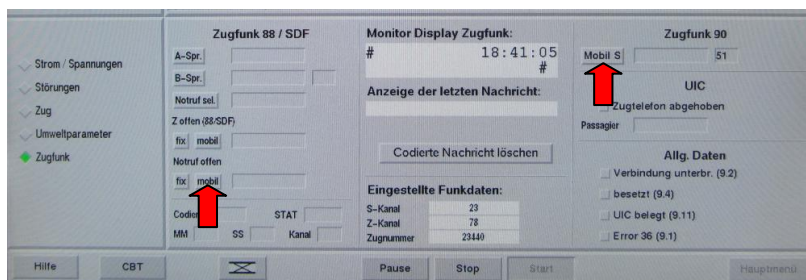 Strom / Spannungen
Störungen
Zug
Umweltparameter
Zugfunk
Zugfunk 88 / SDF
A-Spr.
B-Spr.
Notruf sel.
Z offen (88/SDF)
fix mobil
Notruf offen
fix mobil
STAT
MM SS Kanal
Monitor Display Zugfunk:
# 18:41:05
#
Anzeige der letzten Nachricht:
Codierte Nachricht löschen
Eingestellte Funkdaten:
S-Kanal 23
Z-Kanal 78
Zugnummer 23440
Zugfunk 90
Mobil S 51
UIC
Zugtelefon abgehoben
Passagier
Allg. Daten
Verbindung unterbr. (9.2)
besetzt (9.4)
UIC belegt (9.11)
Error 36 (9.1)
Hilfe CBT Pause Stop Start Hauptmenü